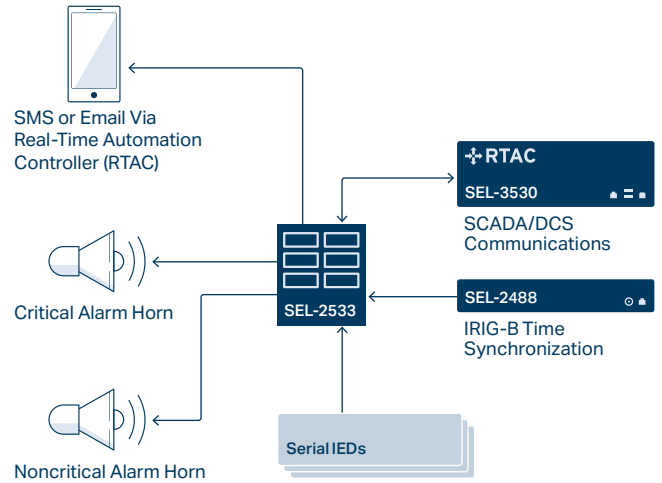 SMS or Email Via
Real-Time Automation
Controller (RTAC)
RTAC
SEL-3530
SCADA/DCS
Communications
Critical Alarm Horn
SEL-2533
SEL-2488
IRIG-B Time
Synchronization
Serial IEDs
Noncritical Alarm Horn